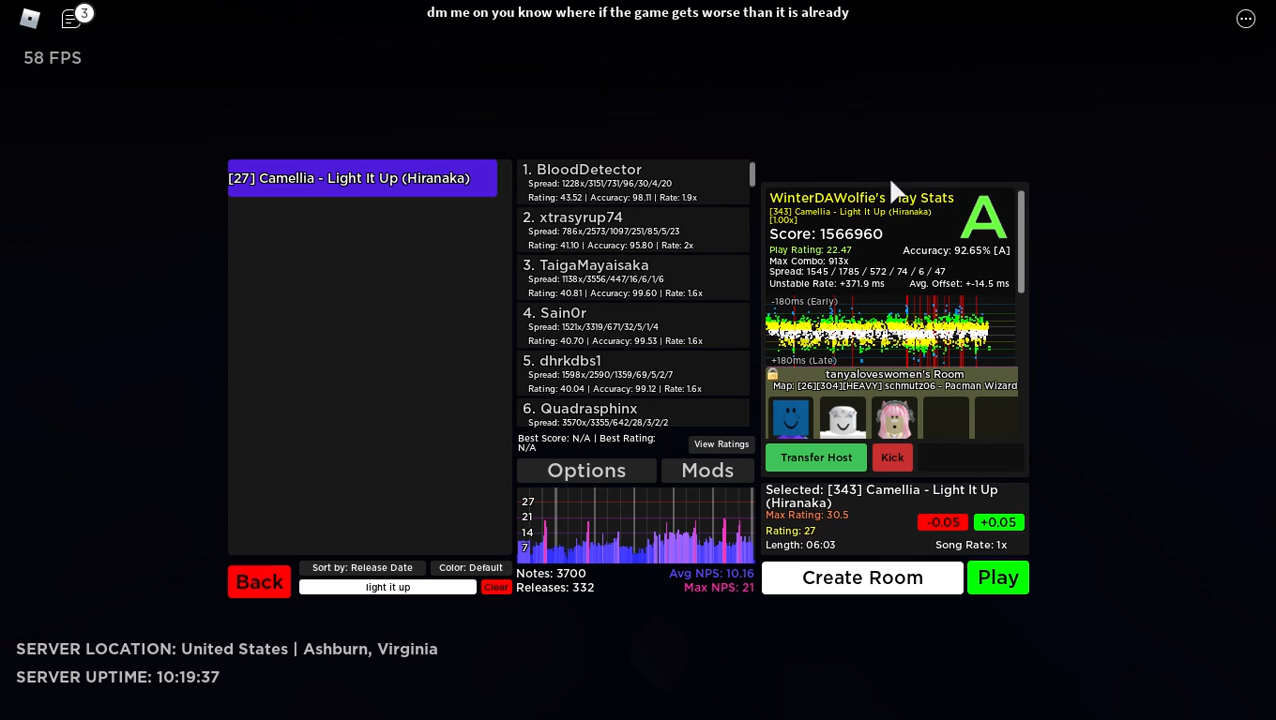 3
dm me on you know where if the game gets worse than it is already
58 FPS
[27] Camellia - Light It Up (Hiranaka)
1. BloodDetector
Spread: 1228x/3151/731/96/30/4/20
Rating: 43.52 | Accuracy: 98.11 | Rate: 1.9x
2. xtrasyrup74
Spread: 786x/2573/1097/251/85/5/23
Rating: 41.10 | Accuracy: 95.80 | Rate: 2x
3. TaigaMayaisaka
Spread: 1138x/3556/447/16/6/1/6
Rating: 40.81 | Accuracy: 99.60 | Rate: 1.6x
4. Sain0r
Spread: 1521x/3319/671/32/5/1/4
Rating: 40.70 | Accuracy: 99.53 | Rate: 1.6x
5. dhrkdbs1
Spread: 1598x/2590/1359/69/5/2/7
Rating: 40.04 | Accuracy: 99.12 | Rate: 1.6x
6. Quadrasphinx
Spread: 3570x/3355/642/28/3/2/2
Best Score: N/A | Best Rating:
N/A
View Ratings
Options
Mods
27
21
14
7
Notes: 3700
Avg NPS: 10.16
Releases: 332
Max NPS: 21
WinterDAWolfie's Play Stats
[343] Camellia - Light It Up (Hiranaka)
[1.00x]
A
Score: 1566960
Play Rating: 22.47
Accuracy: 92.65% [A]
Max Combo: 913x
Spread: 1545 / 1785 / 572 / 74 / 6 / 47
Unstable Rate: +371.9 ms
Avg. Offset: +-14.5 ms
-180ms (Early)
+180ms (Late)
tanyaloveswomen's Room
Map: [26][304][HEAVY] schmutz06 - Pacman Wizard
Transfer Host
Kick
Selected: [343] Camellia - Light It Up
(Hiranaka)
Max Rating: 30.5
Rating: 27
-0.05
+0.05
Length: 06:03
Song Rate: 1x
Create Room
Play
Back
Sort by: Release Date
Color: Default
light it up
Clear
SERVER LOCATION: United States | Ashburn, Virginia
SERVER UPTIME: 10:19:37